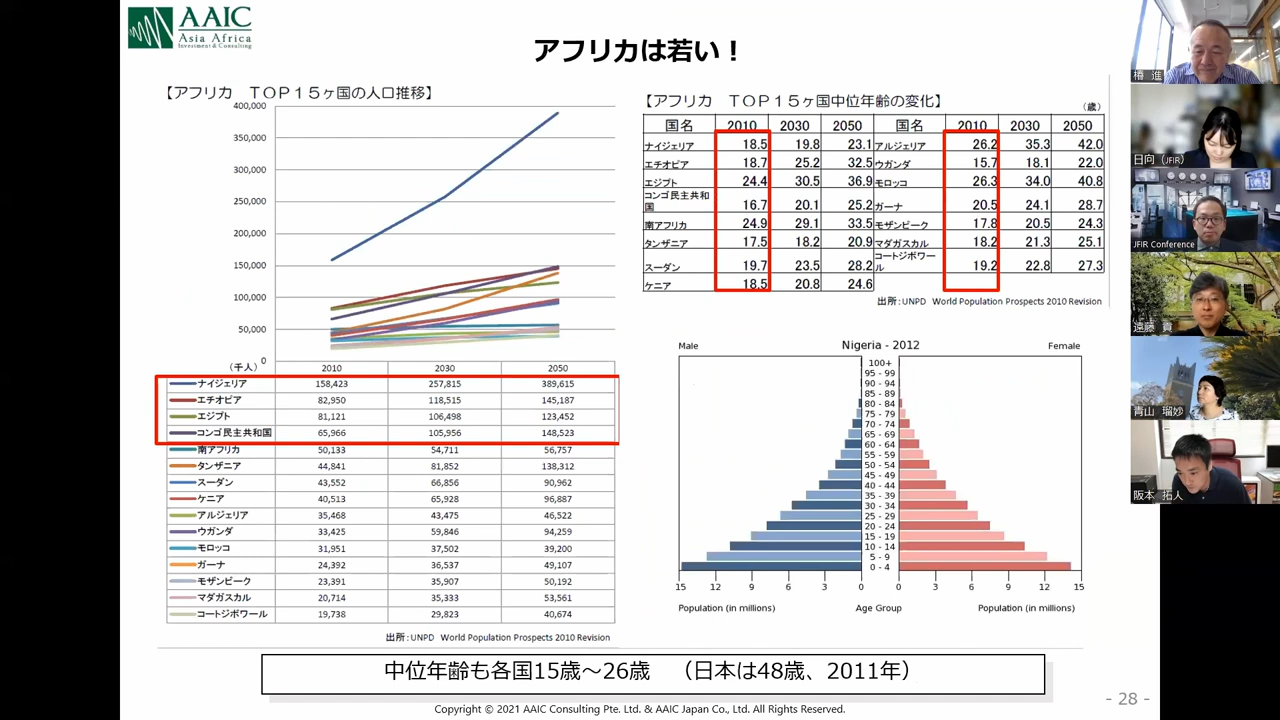 AAIC
Asia Africa
Investment & Consulting
アフリカは若い！
【アフリカ　ＴＯＰ１５ヶ国の人口推移】
400,000
350,000
300,000
250,000
200,000
150,000
100,000
50,000
0
（千人） 2010 2030 2050
ナイジェリア 158,423 257,815 389,615
エチオピア 82,950 118,515 145,187
エジプト 81,121 106,498 123,452
コンゴ民主共和国 65,966 105,956 148,523
南アフリカ 50,133 54,711 56,757
タンザニア 44,841 81,852 138,312
スーダン 43,552 66,856 90,962
ケニア 40,513 65,928 96,887
アルジェリア 35,468 43,475 46,522
ウガンダ 33,425 59,846 94,259
モロッコ 31,951 37,502 39,200
ガーナ 24,392 36,537 49,107
モザンビーク 23,391 35,907 50,192
マダガスカル 20,714 35,333 53,561
コートジボワール 19,738 29,823 40,674
出所：UNPD World Population Prospects 2010 Revision
【アフリカ　ＴＯＰ１５ヶ国中位年齢の変化】
（歳）
国名 2010 2030 2050 国名 2010 2030 2050
ナイジェリア 18.5 19.8 23.1 アルジェリア 26.2 35.3 42.0
エチオピア 18.7 25.2 32.5 ウガンダ 15.7 18.1 22.0
エジプト 24.4 30.5 36.9 モロッコ 26.3 34.0 40.8
コンゴ民主共和国 16.7 20.1 25.2 ガーナ 20.5 24.1 28.7
南アフリカ 24.9 29.1 33.5 モザンビーク 17.8 20.5 24.3
タンザニア 17.5 18.2 20.9 マダガスカル 18.2 21.3 25.1
スーダン 19.7 23.5 28.2 コートジボワール 19.2 22.8 27.3
ケニア 18.5 20.8 24.6
出所：UNPD World Population Prospects 2010 Revision
Male Nigeria - 2012 Female
100+
95 - 99
90 - 94
85 - 89
80 - 84
75 - 79
70 - 74
65 - 69
60 - 64
55 - 59
50 - 54
45 - 49
40 - 44
35 - 39
30 - 34
25 - 29
20 - 24
15 - 19
10 - 14
5 - 9
0 - 4
15 12 9 6 3 0 0 3 6 9 12 15
Population (in millions) Age Group Population (in millions)
中位年齢も各国15歳～26歳　（日本は48歳、2011年）
Copyright © 2021 AAIC Consulting Pte. Ltd. & AAIC Japan Co., Ltd. All Rights Reserved.
- 28 -
椿 進
日向（JFIR）
JFIR Conference
遠藤 貢
青山 瑠妙
阪本 拓人